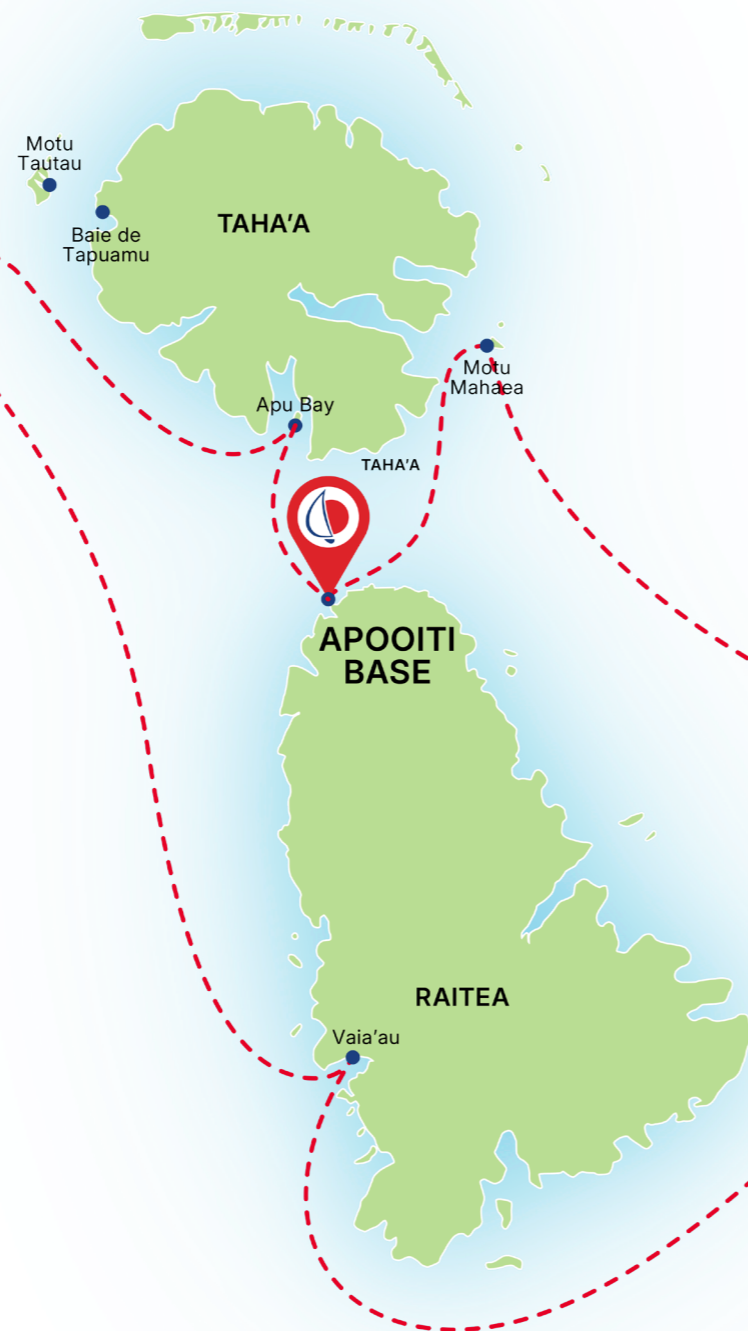 Motu
Tautau
TAHA'A
Baie de
Tapuamu
Motu
Mahaea
Apu Bay
TAHA'A
APOOITI
BASE
RAITEA
Vaia'au